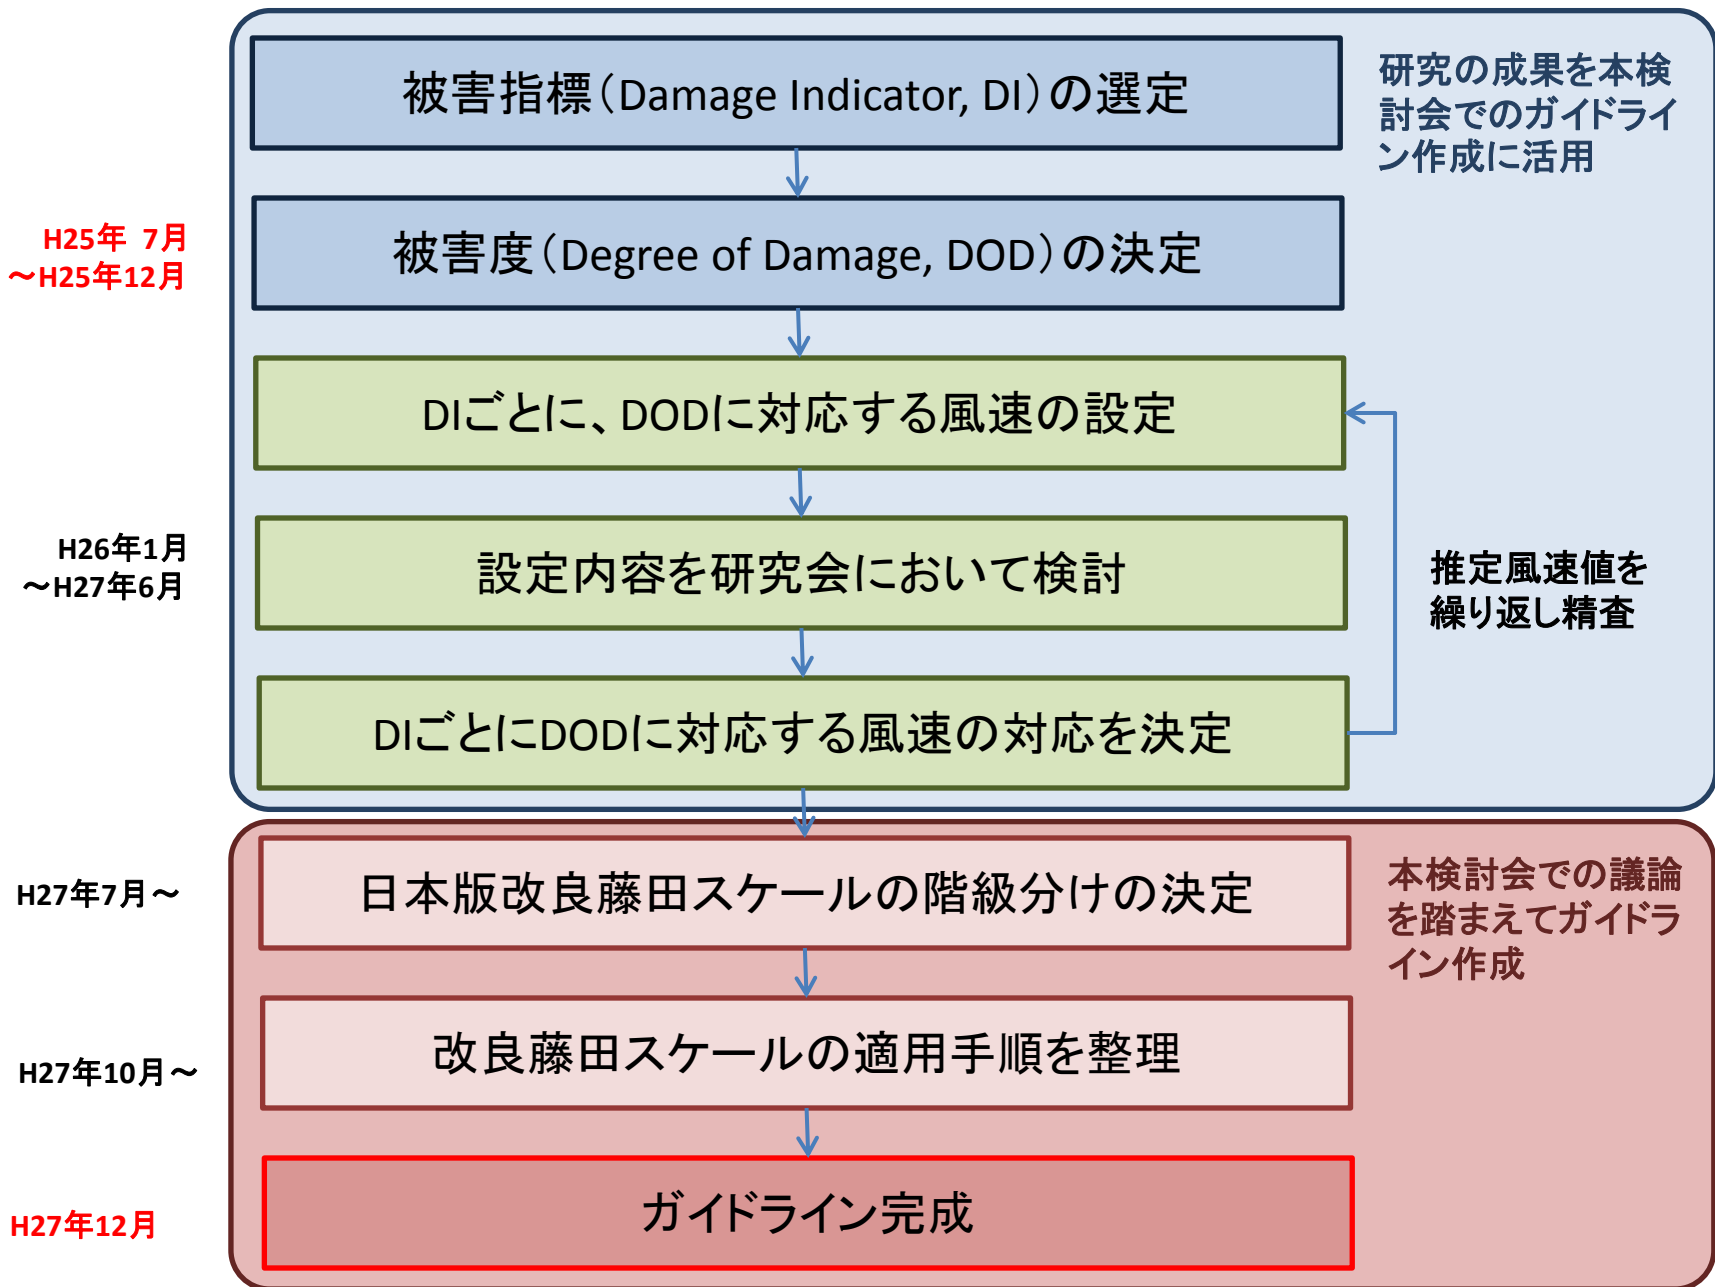 被害指標（Damage Indicator, DI）の選定
研究の成果を本検
討会でのガイドライ
ン作成に活用
H25年 7月
～H25年12月
被害度（Degree of Damage, DOD）の決定
DIごとに、DODに対応する風速の設定
H26年1月
～H27年6月
設定内容を研究会において検討
推定風速値を
繰り返し精査
DIごとにDODに対応する風速の対応を決定
H27年7月～
日本版改良藤田スケールの階級分けの決定
本検討会での議論
を踏まえてガイドラ
イン作成
H27年10月～
改良藤田スケールの適用手順を整理
H27年12月
ガイドライン完成